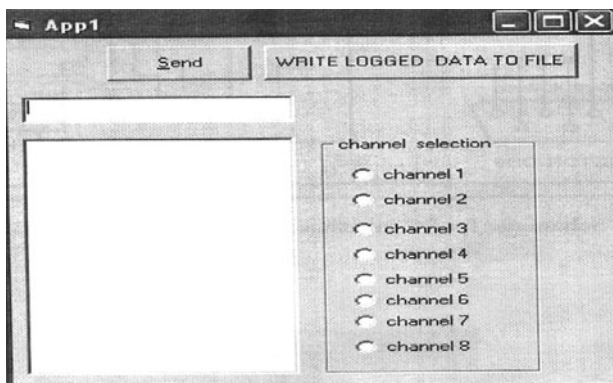 App1
Send
WRITE LOGGED DATA TO FILE
channel selection
channel 1
channel 2
channel 3
channel 4
channel 5
channel 6
channel 7
channel 8